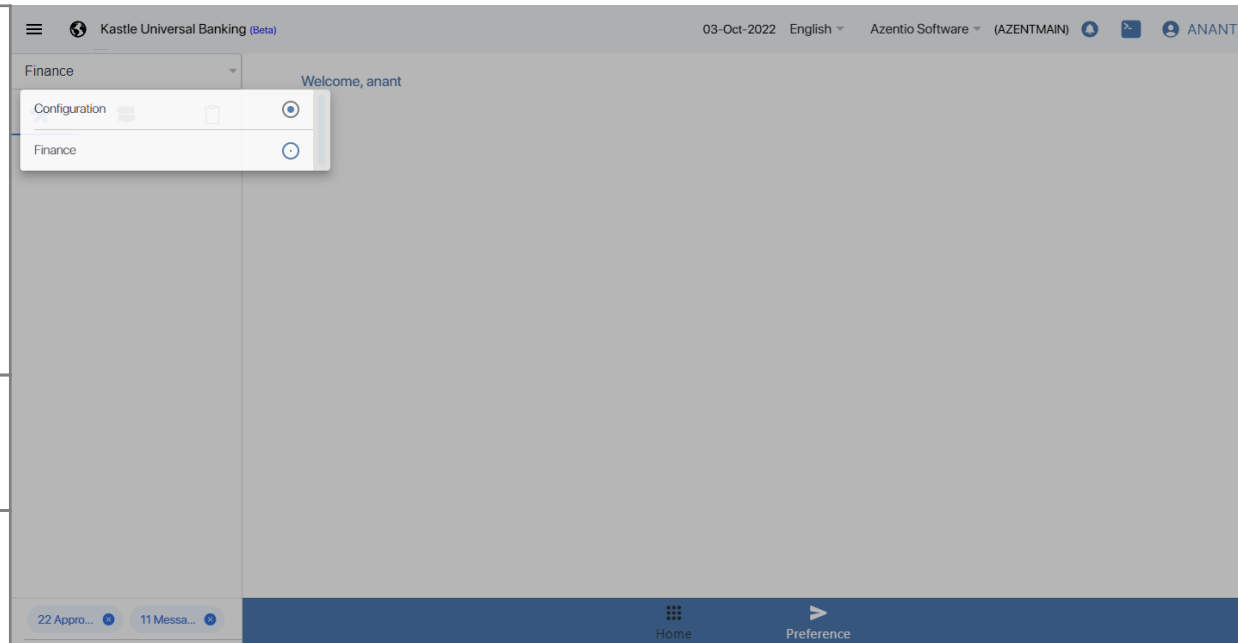 Kastle Universal Banking (Beta) 03-Oct-2022 English Azentio Software (AZENTMAIN) ANANT
Finance
Welcome, anant
Configuration
Finance
22 Appro... 11 Messa...
Home Preference